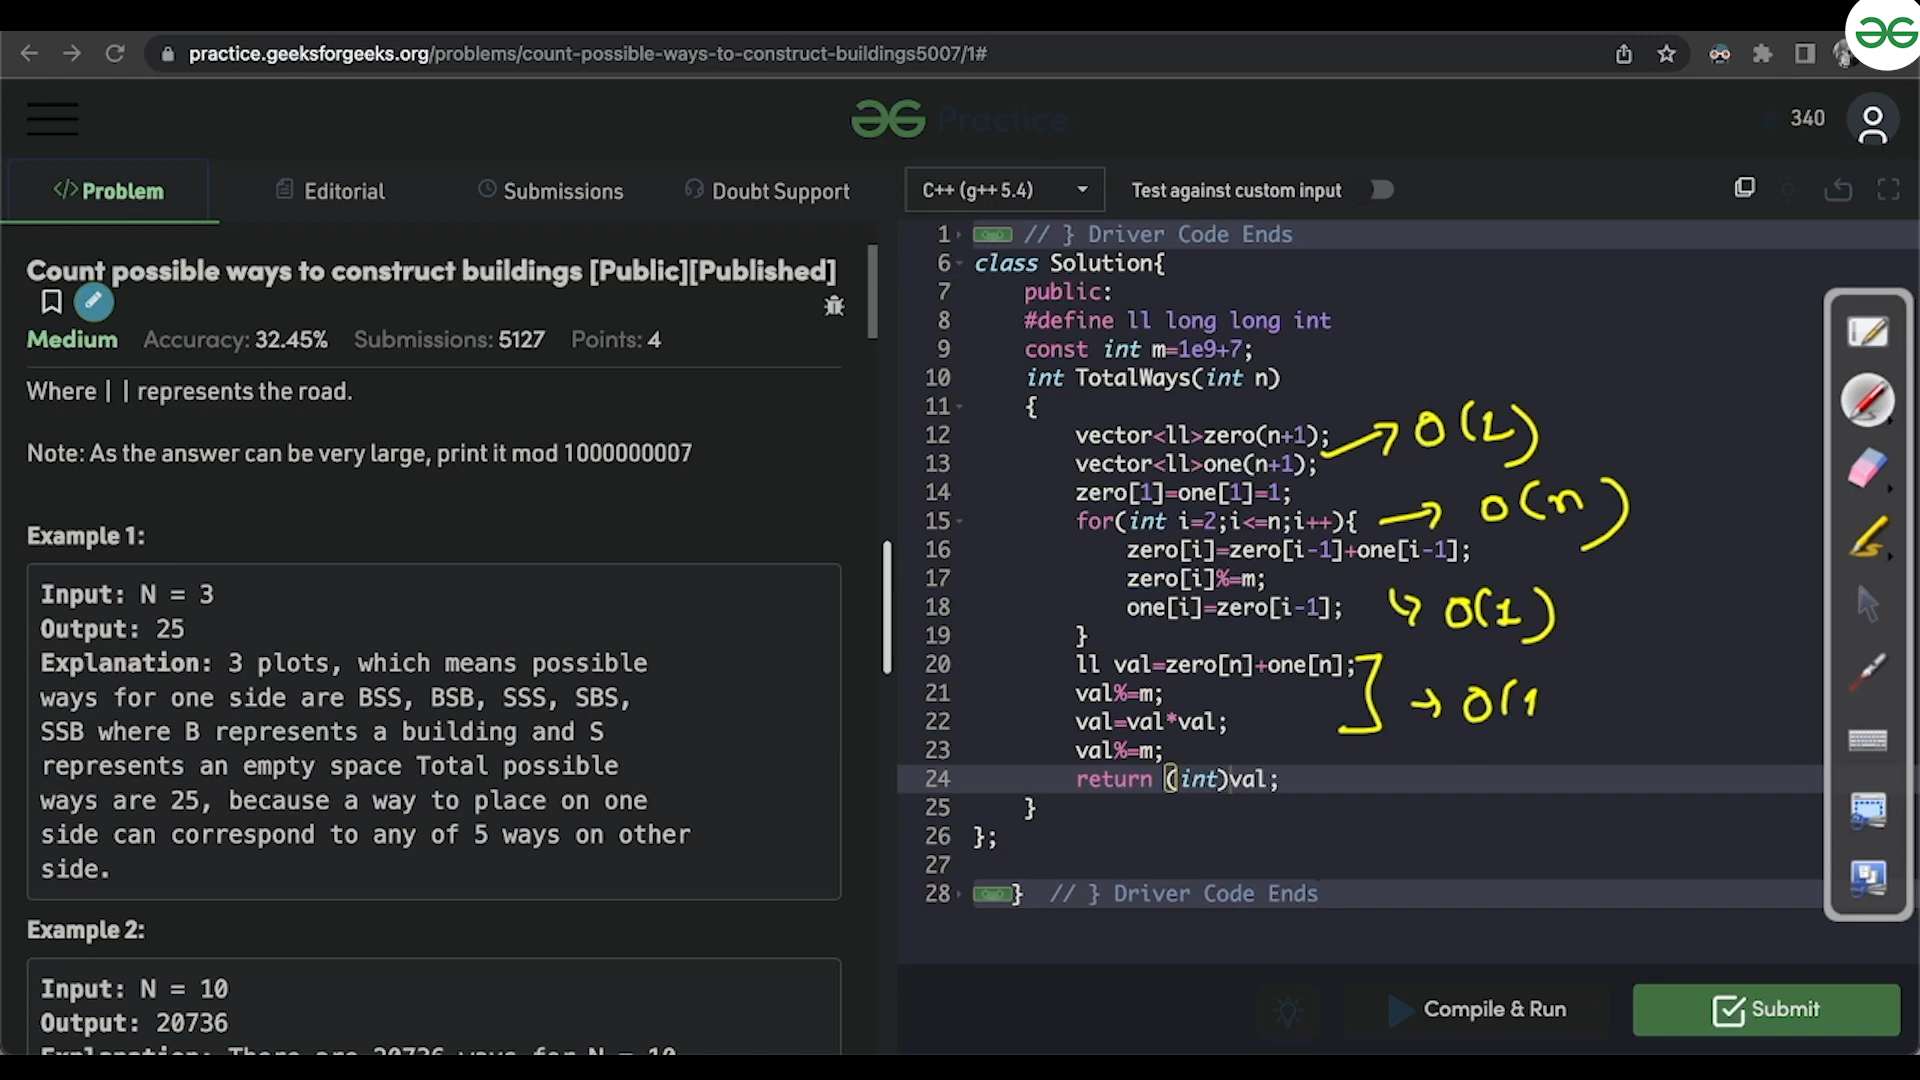 practice.geeksforgeeks.org/problems/count-possible-ways-to-construct-buildings5007/1#
Practice
340
</> Problem
Editorial
Submissions
Doubt Support
C++ (g++ 5.4)
Test against custom input
Count possible ways to construct buildings [Public][Published]
Medium Accuracy: 32.45% Submissions: 5127 Points: 4
Where | | represents the road.
Note: As the answer can be very large, print it mod 1000000007
Example 1:
Input: N = 3
Output: 25
Explanation: 3 plots, which means possible
ways for one side are BSS, BSB, SSS, SBS,
SSB where B represents a building and S
represents an empty space Total possible
ways are 25, because a way to place on one
side can correspond to any of 5 ways on other
side.
Example 2:
Input: N = 10
Output: 20736
Explanation: There are 20736 ways for N = 10
1 // } Driver Code Ends
6 class Solution{
7 public:
8 #define ll long long int
9 const int m=1e9+7;
10 int TotalWays(int n)
11 {
12 vector<ll>zero(n+1); → O(1)
13 vector<ll>one(n+1);
14 zero[1]=one[1]=1;
15 for(int i=2;i<=n;i++){ → O(n)
16 zero[i]=zero[i-1]+one[i-1];
17 zero[i]%=m;
18 one[i]=zero[i-1]; ↳ O(1)
19 }
20 ll val=zero[n]+one[n];
21 val%=m; ] → O(1
22 val=val*val;
23 val%=m;
24 return (int)val;
25 }
26 };
27
28 } // } Driver Code Ends
Compile & Run
Submit